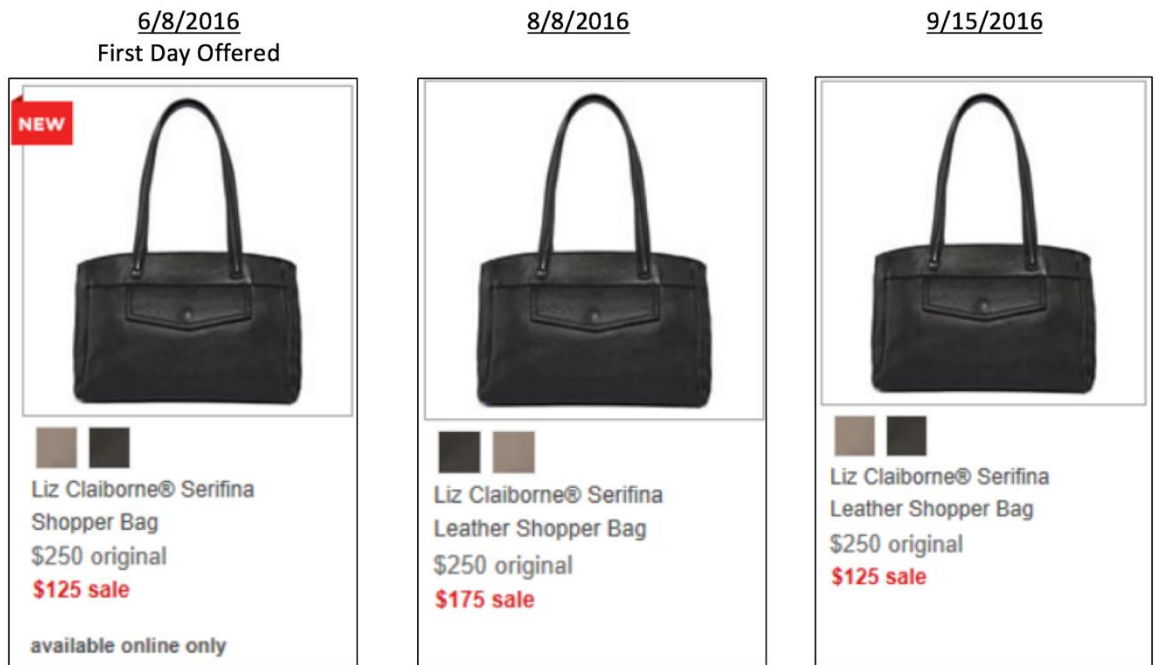 6/8/2016
First Day Offered
NEW
Liz Claiborne® Serifina
Shopper Bag
$250 original
$125 sale
available online only
8/8/2016
Liz Claiborne® Serifina
Leather Shopper Bag
$250 original
$175 sale
9/15/2016
Liz Claiborne® Serifina
Leather Shopper Bag
$250 original
$125 sale